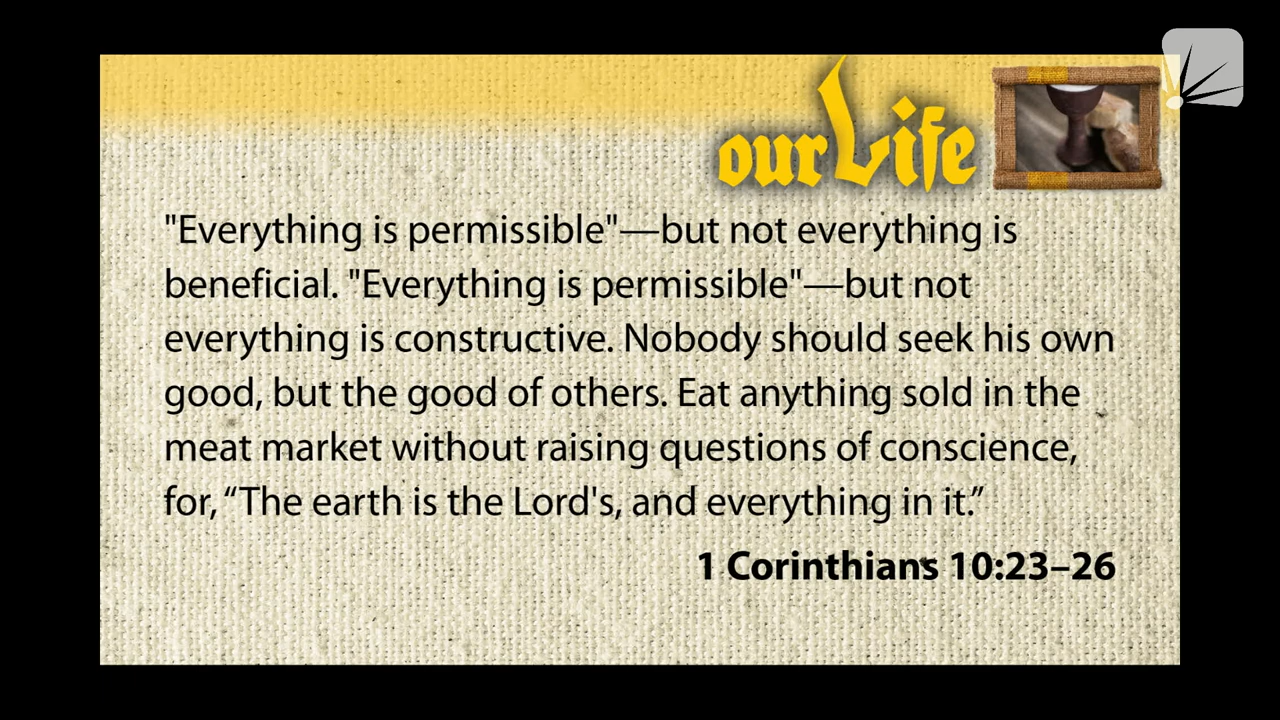 our Life
"Everything is permissible"—but not everything is
beneficial. "Everything is permissible"—but not
everything is constructive. Nobody should seek his own
good, but the good of others. Eat anything sold in the
meat market without raising questions of conscience,
for, “The earth is the Lord's, and everything in it.”
1 Corinthians 10:23–26